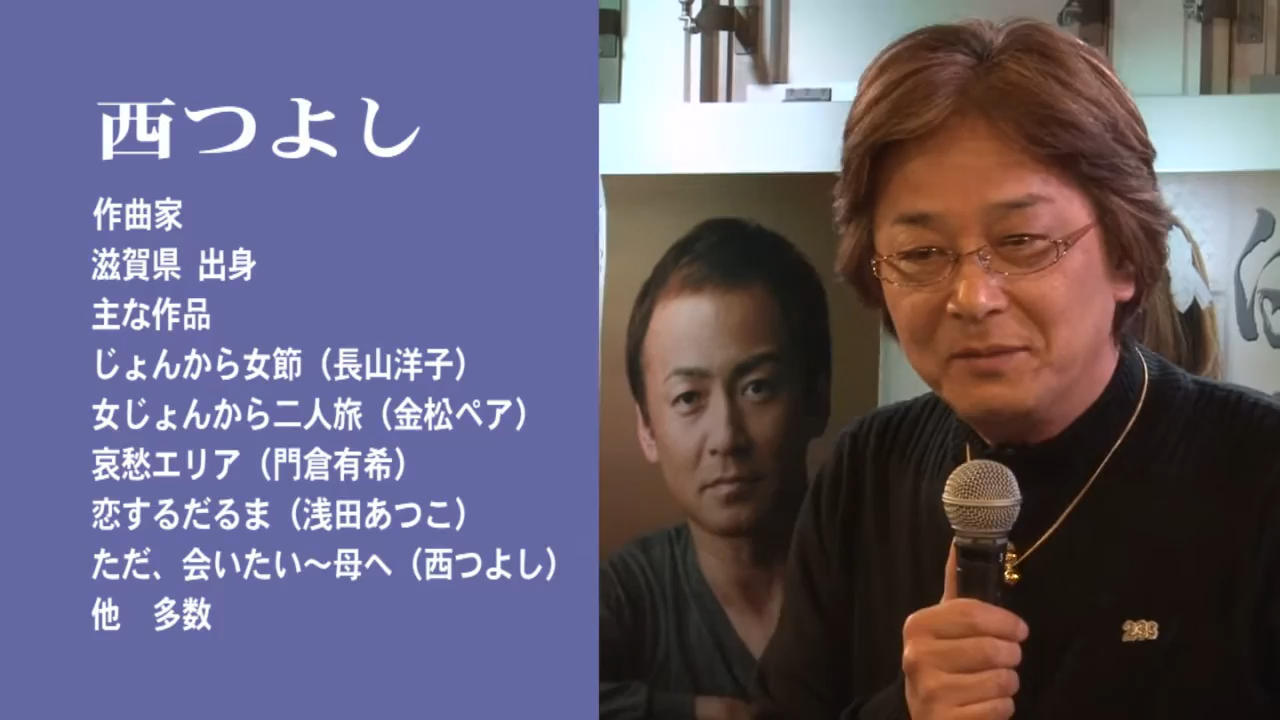 西つよし
作曲家
滋賀県 出身
主な作品
じょんから女節（長山洋子）
女じょんから二人旅（金松ペア）
哀愁エリア（門倉有希）
恋するだるま（浅田あつこ）
ただ、会いたい～母へ（西つよし）
他　多数